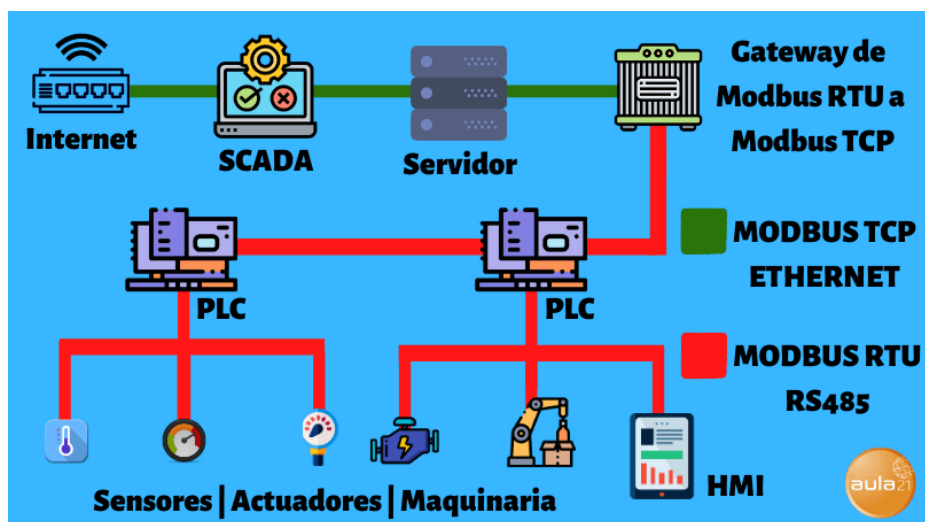 Internet
SCADA
Servidor
Gateway de
Modbus RTU a
Modbus TCP
PLC
PLC
MODBUS TCP
ETHERNET
MODBUS RTU
RS485
HMI
Sensores | Actuadores | Maquinaria
aula21